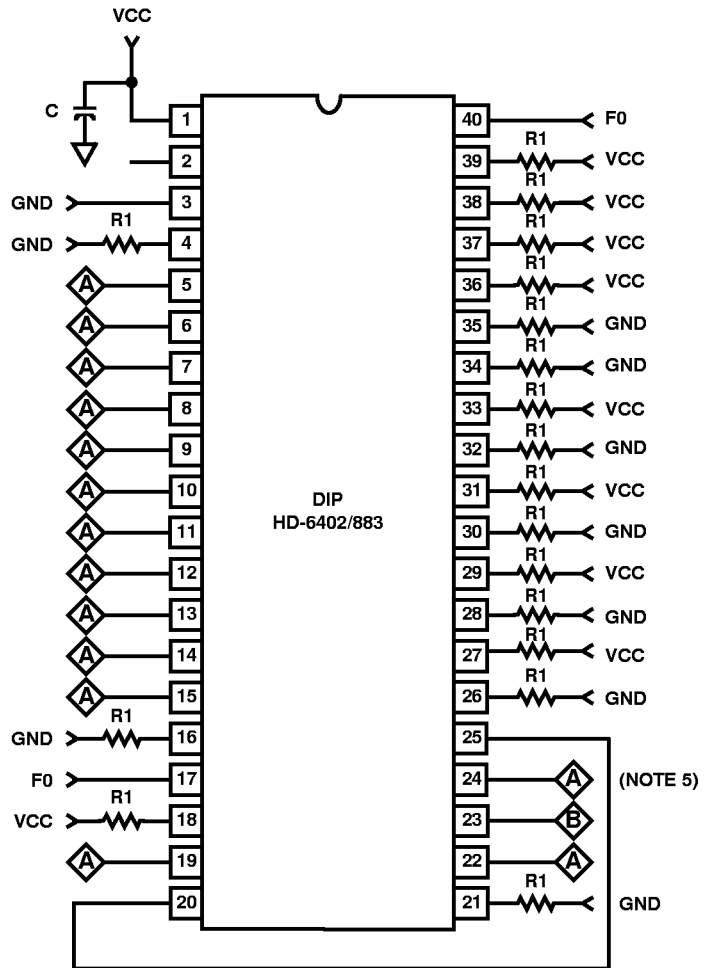 VCC
C
1
40
F0
2
39
R1
VCC
GND
3
38
R1
VCC
GND
R1
4
37
R1
VCC
A
5
36
R1
VCC
A
6
35
R1
GND
A
7
34
R1
GND
A
8
33
R1
VCC
A
9
32
R1
GND
A
10
31
R1
VCC
DIP
HD-6402/883
A
11
30
R1
GND
A
12
29
R1
VCC
A
13
28
R1
GND
A
14
27
R1
VCC
A
15
26
R1
GND
GND
R1
16
25
F0
17
24
A
(NOTE 5)
VCC
R1
18
23
B
A
19
22
A
20
21
R1
GND